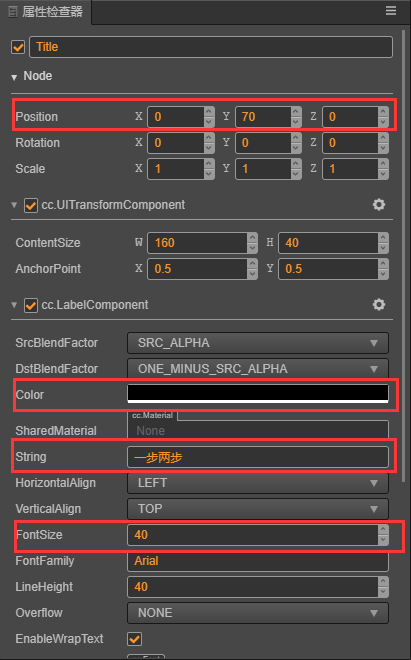 属性检查器
Title
Node
Position X 0 Y 70 Z 0
Rotation X 0 Y 0 Z 0
Scale X 1 Y 1 Z 1
cc.UITransformComponent
ContentSize W 160 H 40
AnchorPoint X 0.5 Y 0.5
cc.LabelComponent
SrcBlendFactor SRC_ALPHA
DstBlendFactor ONE_MINUS_SRC_ALPHA
Color
cc.Material
SharedMaterial None
String 一步两步
HorizontalAlign LEFT
VerticalAlign TOP
FontSize 40
FontFamily Arial
LineHeight 40
Overflow NONE
EnableWrapText